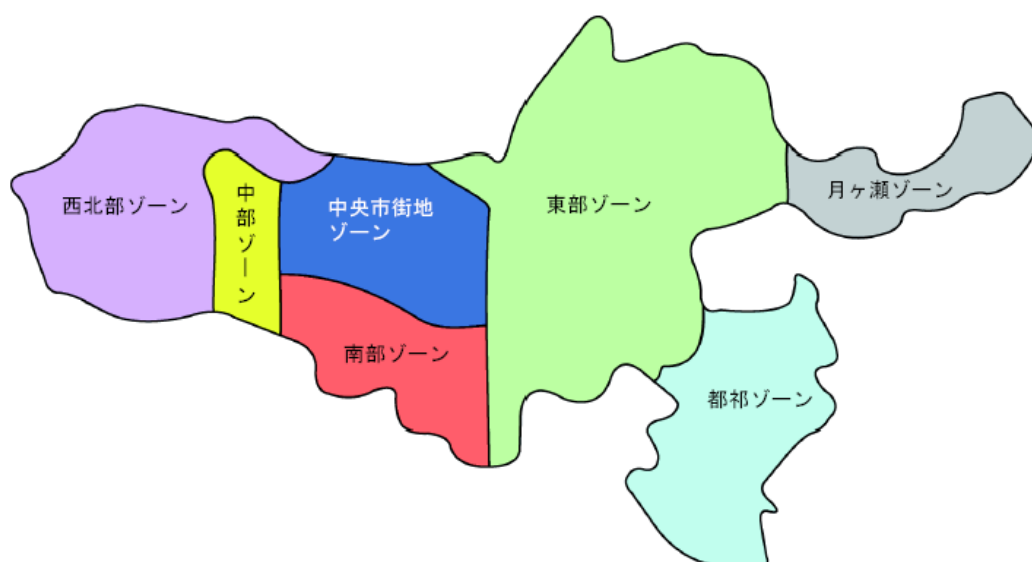 西北部ゾーン
中部ゾーン
中央市街地
ゾーン
南部ゾーン
東部ゾーン
月ヶ瀬ゾーン
都祁ゾーン